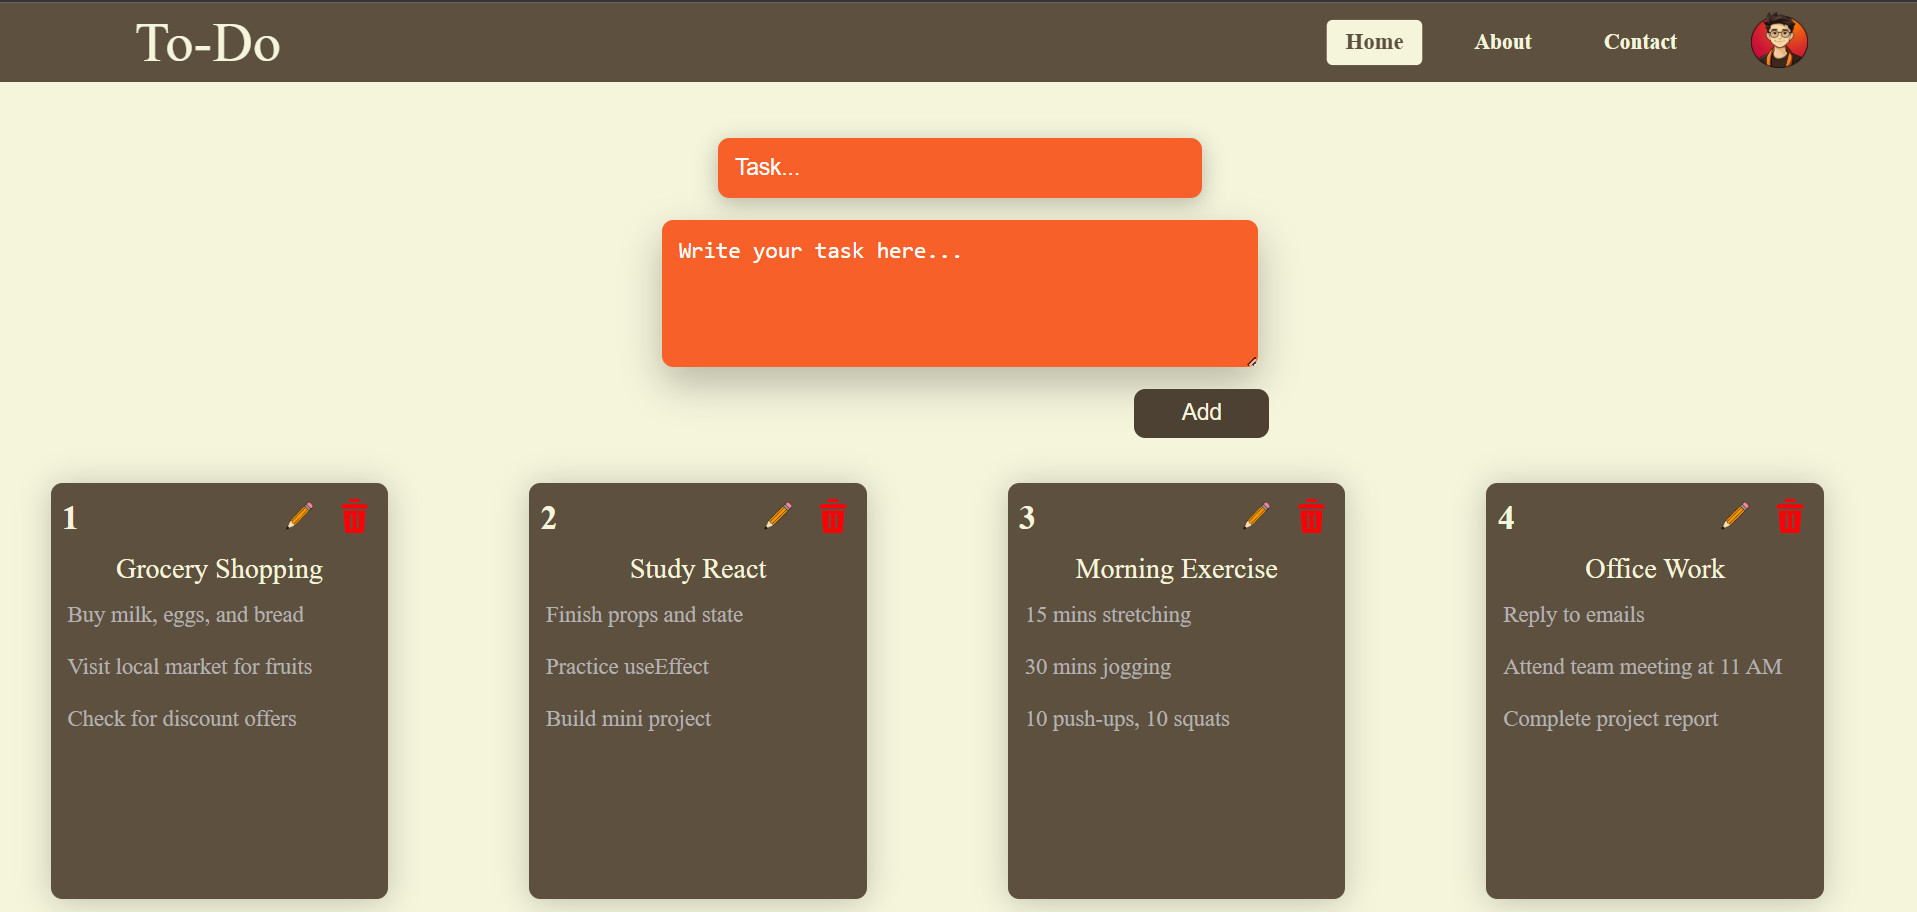 To-Do
Home
About
Contact
Task...
Write your task here...
Add
1
Grocery Shopping
Buy milk, eggs, and bread
Visit local market for fruits
Check for discount offers
2
Study React
Finish props and state
Practice useEffect
Build mini project
3
Morning Exercise
15 mins stretching
30 mins jogging
10 push-ups, 10 squats
4
Office Work
Reply to emails
Attend team meeting at 11 AM
Complete project report